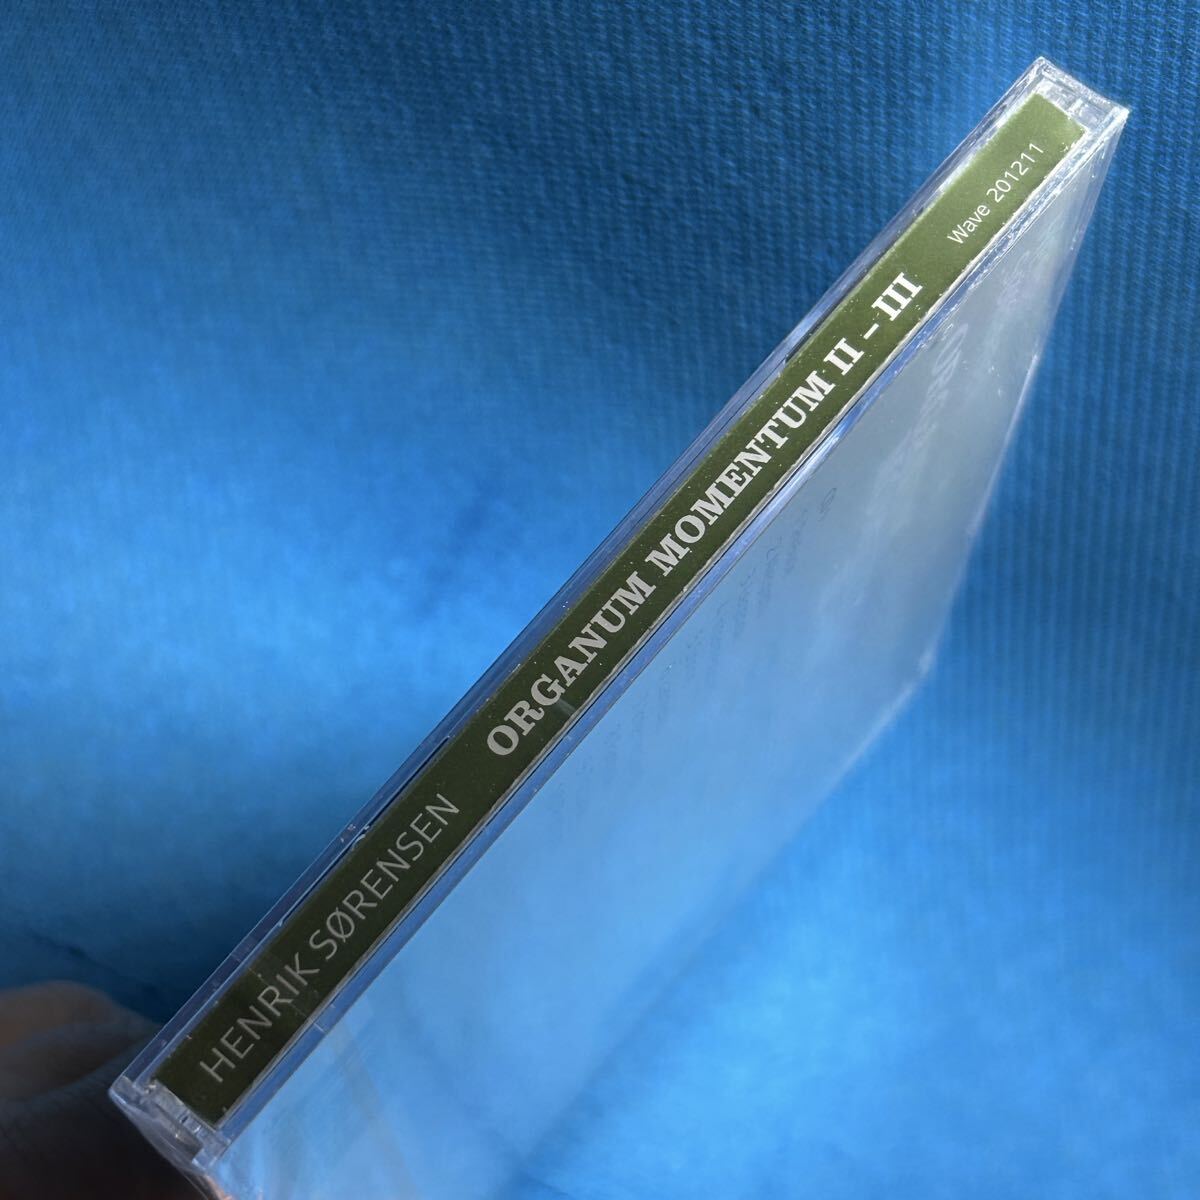 HENRIK SØRENSEN ORGANUM MOMENTUM II – III Wave 201211